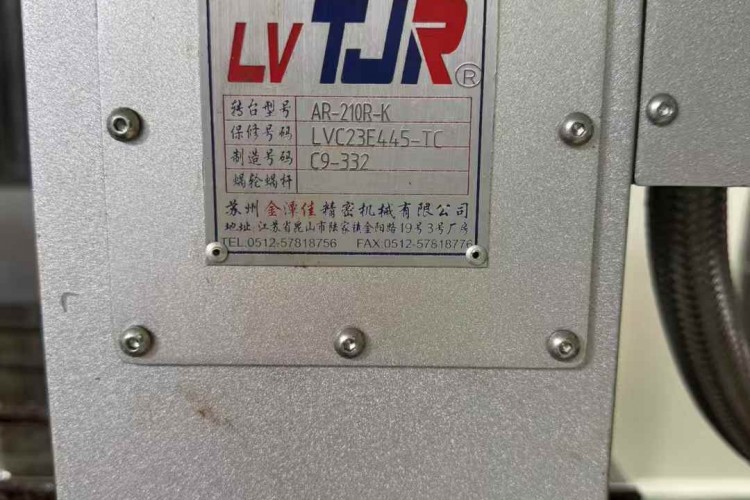 LV TJR ®
转台型号 AR-210R-K
保修号码 LVC23E445-TC
制造号码 C9-332
蜗轮蜗杆
苏州金潭佳精密机械有限公司
地址:江苏省昆山市陆家镇金阳路19号3号厂房
TEL:0512-57818756 FAX:0512-57818776